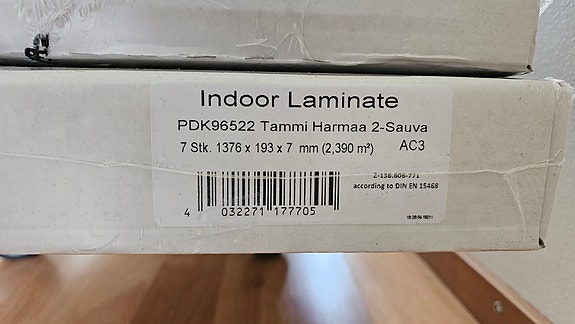 Indoor Laminate
PDK96522 Tammi Harmaa 2-Sauva
7 Stk. 1376 x 193 x 7 mm (2,390 m²) AC3
Z-156.606-771
according to DIN EN 15468
4 032271 177705